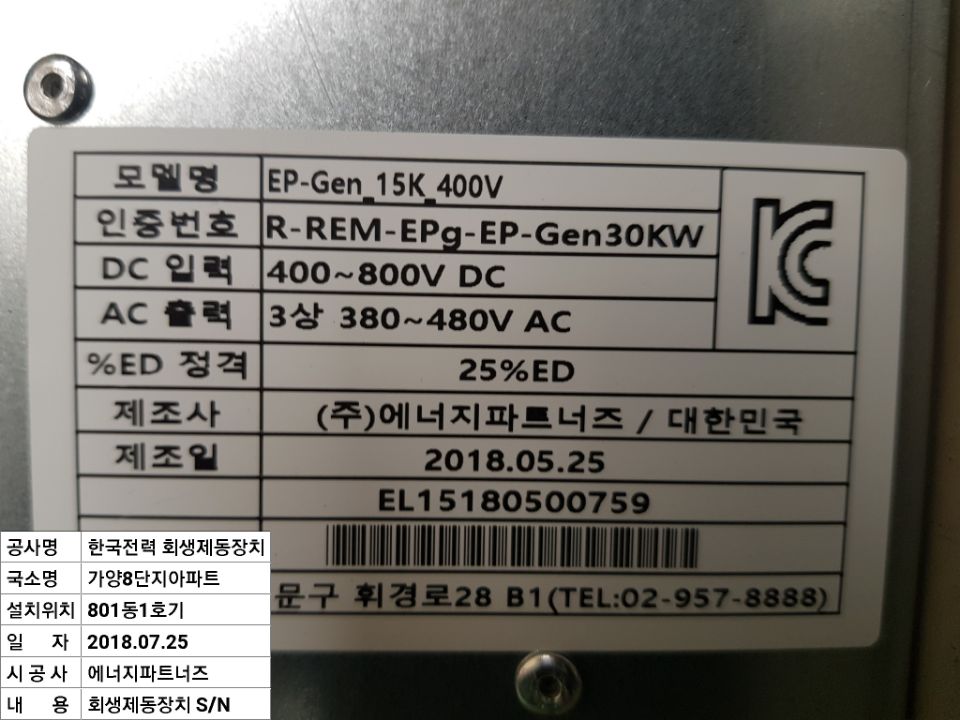 모델명 EP-Gen_15K_400V
인증번호 R-REM-EPg-EP-Gen30KW
DC 입력 400~800V DC
AC 출력 3상 380~480V AC
%ED 정격 25%ED
제조사 (주)에너지파트너즈 / 대한민국
제조일 2018.05.25
EL15180500759
문구 휘경로28 B1(TEL:02-957-8888)
공사명 한국전력 회생제동장치
국소명 가양8단지아파트
설치위치 801동1호기
일 자 2018.07.25
시 공 사 에너지파트너즈
내 용 회생제동장치 S/N